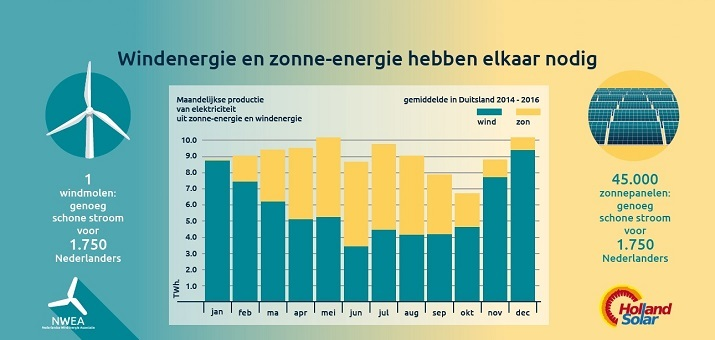 Windenergie en zonne-energie hebben elkaar nodig
Maandelijkse productie
van elektriciteit
uit zonne-energie en windenergie
gemiddelde in Duitsland 2014 - 2016
wind zon
10.0
9.0
8.0
7.0
6.0
5.0
4.0
3.0
2.0
1.0
TWh.
jan feb ma apr mei jun jul aug sep okt nov dec
1
windmolen:
genoeg
schone stroom
voor
1.750
Nederlanders
NWEA
Nederlandse WindEnergie Associatie
45.000
zonnepanelen:
genoeg
schone stroom
voor
1.750
Nederlanders
Holland
Solar